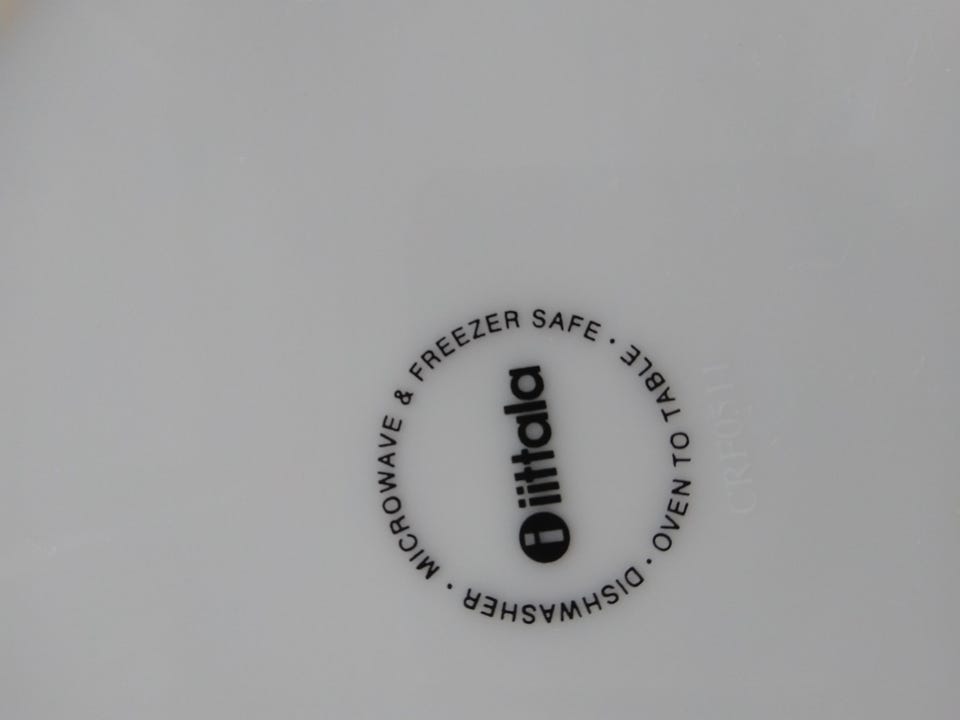 i iittala
OVEN TO TABLE · DISHWASHER · MICROWAVE & FREEZER SAFE ·